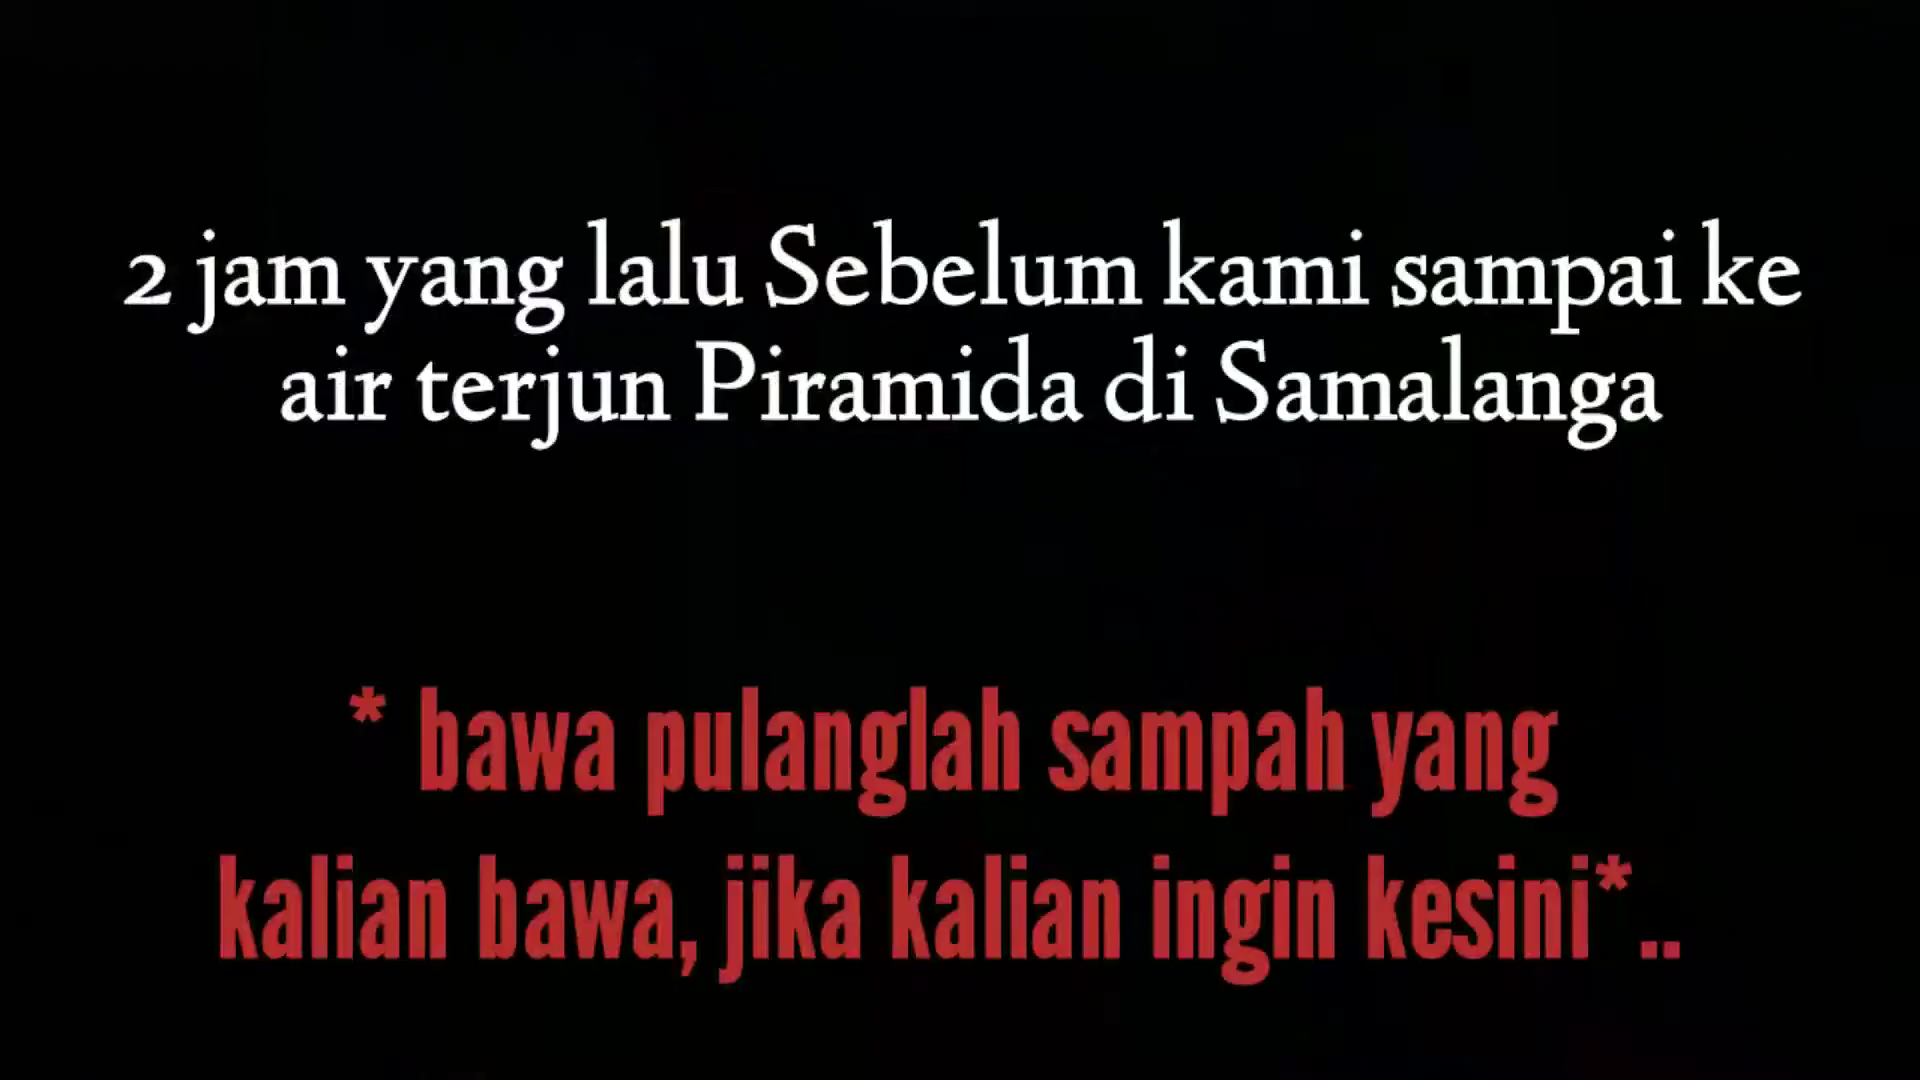 2 jam yang lalu Sebelum kami sampai ke
air terjun Piramida di Samalanga
* bawa pulanglah sampah yang
kalian bawa, jika kalian ingin kesini*..